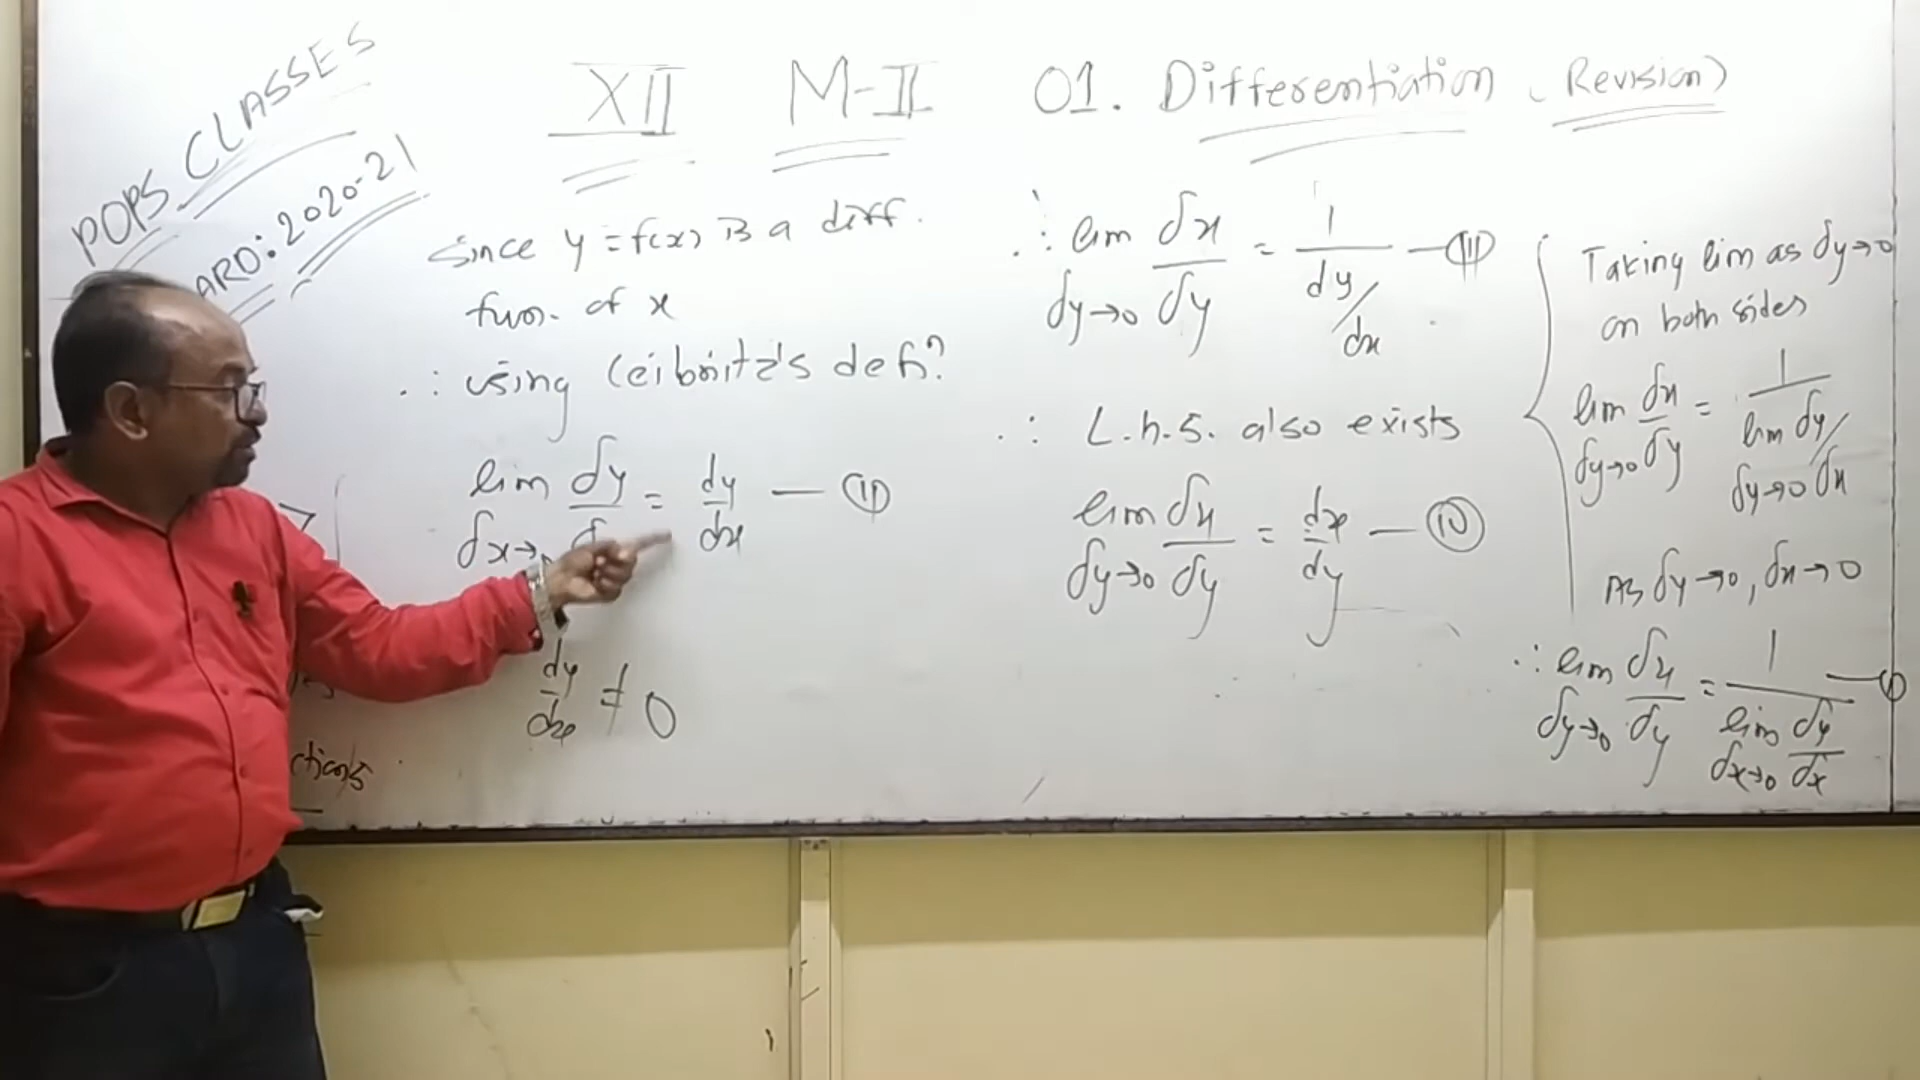 POPS CLASSES
ARD: 2020-21
XII M-II 01. Differentiation (Revision)
Since y = f(x) is a diff.
fun. of x
∴ using Leibnitz's defn
lim δy/δ = dy/dx — (II)
δx→0
dy/dx ≠ 0
ctions
∴ lim δx/δy = 1/(dy/dx) — (III)
δy→0
∴ L.h.s. also exists
lim δx/δy = dx/dy — (IV)
δy→0
Taking lim as δy→0
on both sides
lim δx/δy = 1/(lim δy/δx)
δy→0 δy→0
As δy→0, δx→0
∴ lim δx/δy = 1/(lim δy/δx) — (I)
δy→0 δx→0